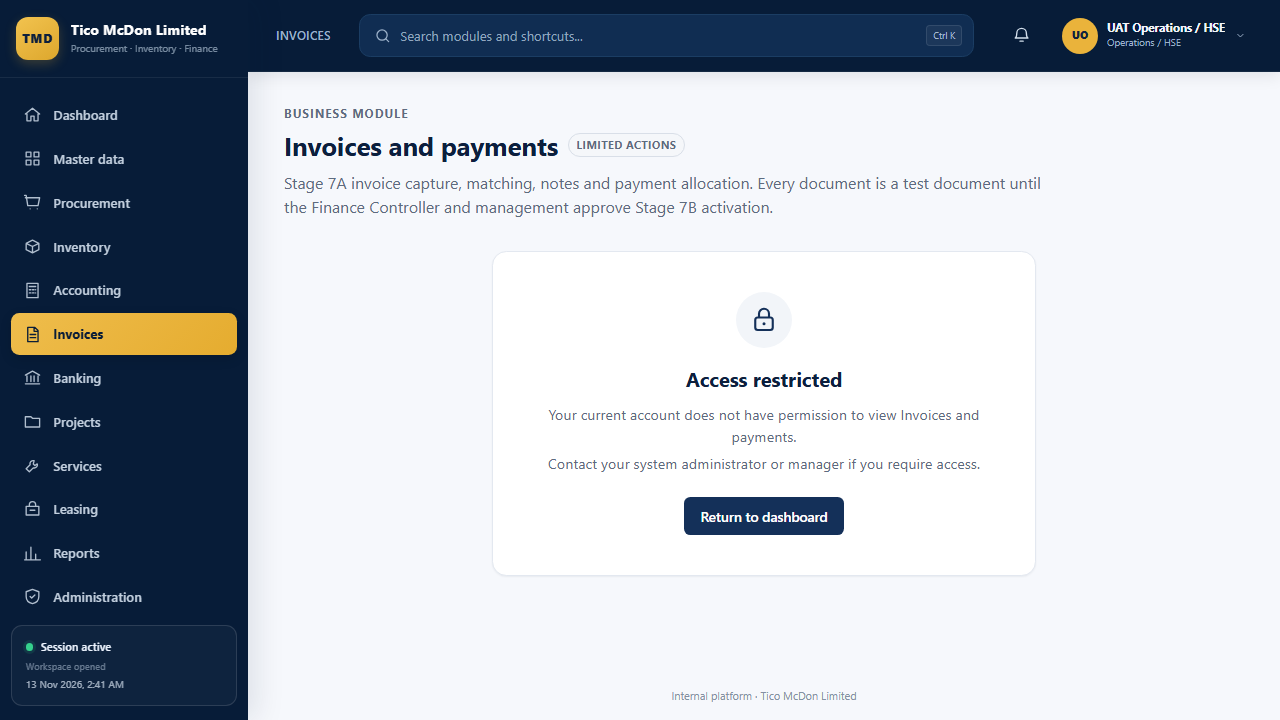 TMD
Tico McDon Limited
Procurement · Inventory · Finance
INVOICES
Search modules and shortcuts...
Ctrl K
UO
UAT Operations / HSE
Operations / HSE
Dashboard
Master data
Procurement
Inventory
Accounting
Invoices
Banking
Projects
Services
Leasing
Reports
Administration
Session active
Workspace opened
13 Nov 2026, 2:41 AM
BUSINESS MODULE
Invoices and payments
LIMITED ACTIONS
Stage 7A invoice capture, matching, notes and payment allocation. Every document is a test document until
the Finance Controller and management approve Stage 7B activation.
Access restricted
Your current account does not have permission to view Invoices and
payments.
Contact your system administrator or manager if you require access.
Return to dashboard
Internal platform · Tico McDon Limited